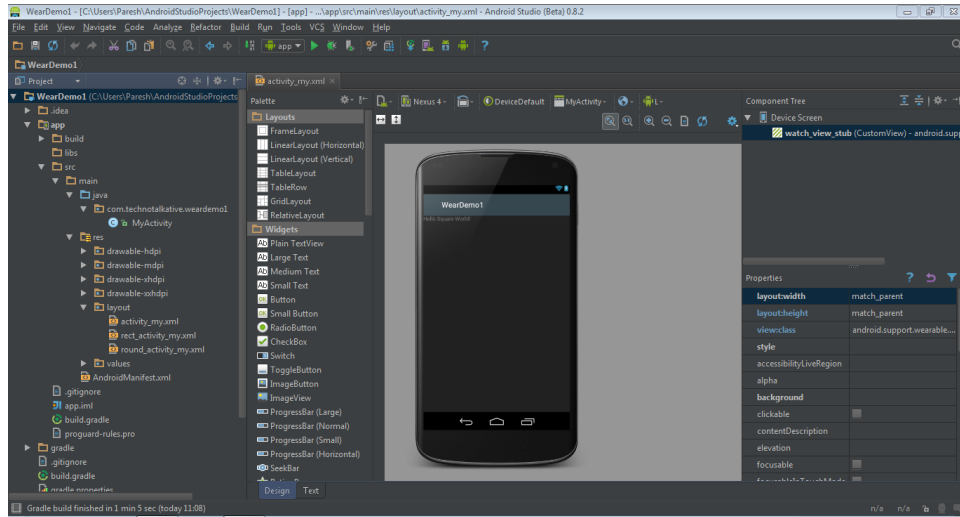 WearDemo1 - [C:\Users\Paresh\AndroidStudioProjects\WearDemo1] - [app] - ...\app\src\main\res\layout\activity_my.xml - Android Studio (Beta) 0.8.2
File Edit View Navigate Code Analyze Refactor Build Run Tools VCS Window Help
app
WearDemo1
Project
activity_my.xml
WearDemo1 (C:\Users\Paresh\AndroidStudioProjects
.idea
app
build
libs
src
main
java
com.technotalkative.weardemo1
MyActivity
res
drawable-hdpi
drawable-mdpi
drawable-xhdpi
drawable-xxhdpi
layout
activity_my.xml
rect_activity_my.xml
round_activity_my.xml
values
AndroidManifest.xml
.gitignore
app.iml
build.gradle
proguard-rules.pro
gradle
.gitignore
build.gradle
gradle.properties
Palette
Layouts
FrameLayout
LinearLayout (Horizontal)
LinearLayout (Vertical)
TableLayout
TableRow
GridLayout
RelativeLayout
Widgets
Plain TextView
Large Text
Medium Text
Small Text
Button
Small Button
RadioButton
CheckBox
Switch
ToggleButton
ImageButton
ImageView
ProgressBar (Large)
ProgressBar (Normal)
ProgressBar (Small)
ProgressBar (Horizontal)
SeekBar
Design Text
Nexus 4 DeviceDefault MyActivity L
WearDemo1
Hello Square World!
Component Tree
Device Screen
watch_view_stub (CustomView) - android.supp
Properties
layout:width match_parent
layout:height match_parent
view:class android.support.wearable....
style
accessibilityLiveRegion
alpha
background
clickable
contentDescription
elevation
focusable
focusableInTouchMode
Gradle build finished in 1 min 5 sec (today 11:08)
n/a n/a